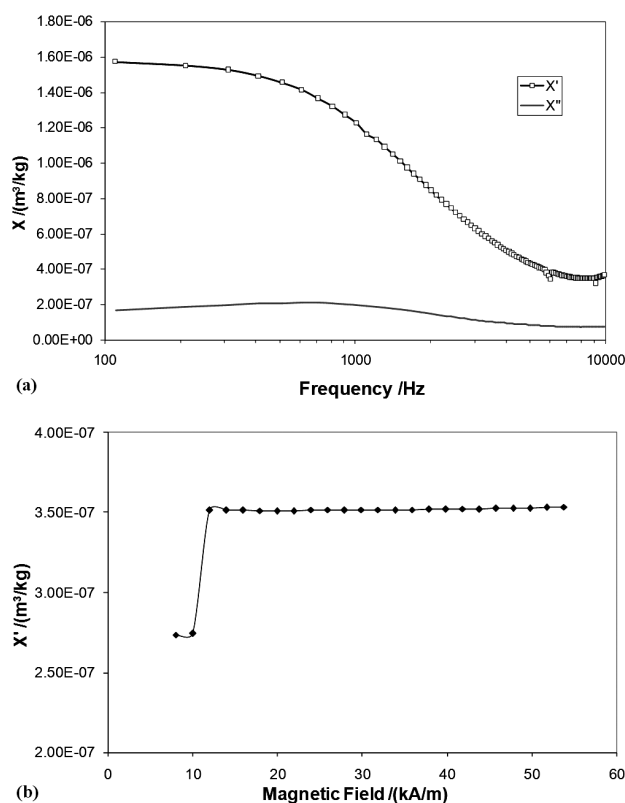 1.80E-06
1.60E-06
1.40E-06
1.20E-06
1.00E-06
8.00E-07
6.00E-07
4.00E-07
2.00E-07
0.00E+00
X /(m³/kg)
X'
X"
100
1000
10000
Frequency /Hz
(a)
4.00E-07
3.50E-07
3.00E-07
2.50E-07
2.00E-07
X' /(m³/kg)
0
10
20
30
40
50
60
Magnetic Field /(kA/m)
(b)